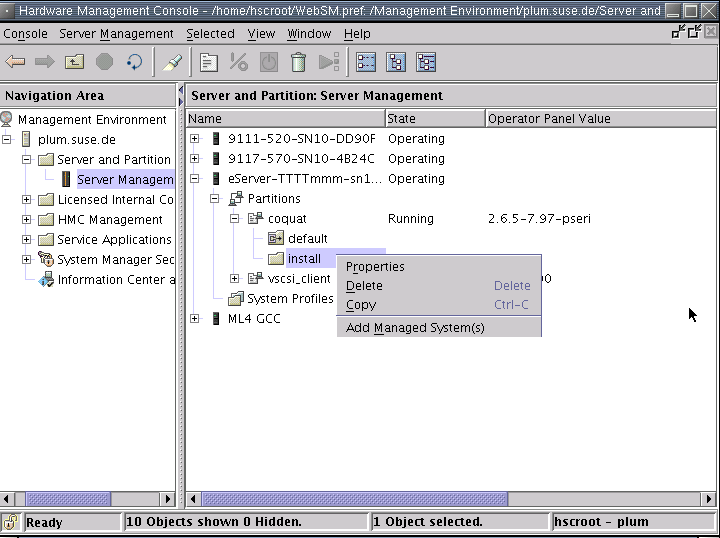 Hardware Management Console - /home/hscroot/WebSM.pref: /Management Environment/plum.suse.de/Server and
Console Server Management Selected View Window Help
Navigation Area
Management Environment
plum.suse.de
Server and Partition
Server Managem
Licensed Internal Co
HMC Management
Service Applications
System Manager Sec
Information Center a
Server and Partition: Server Management
Name State Operator Panel Value
9111-520-SN10-DD90F Operating
9117-570-SN10-4B24C Operating
eServer-TTTTmmm-sn1... Operating
Partitions
coquat Running 2.6.5-7.97-pseri
default
install
vscsi_client
System Profiles
ML4 GCC
Properties
Delete Delete
Copy Ctrl-C
Add Managed System(s)
Ready
10 Objects shown 0 Hidden.
1 Object selected.
hscroot - plum